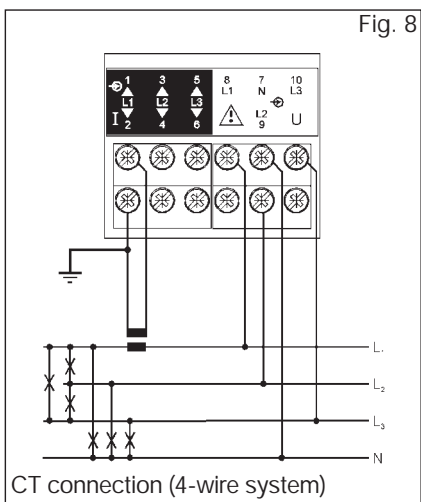 Fig. 8
1 3 5 8 7 10
L1 N L3
L1 L2 L3
L2
I 2 4 6 9 U
L1
L2
L3
N
CT connection (4-wire system)